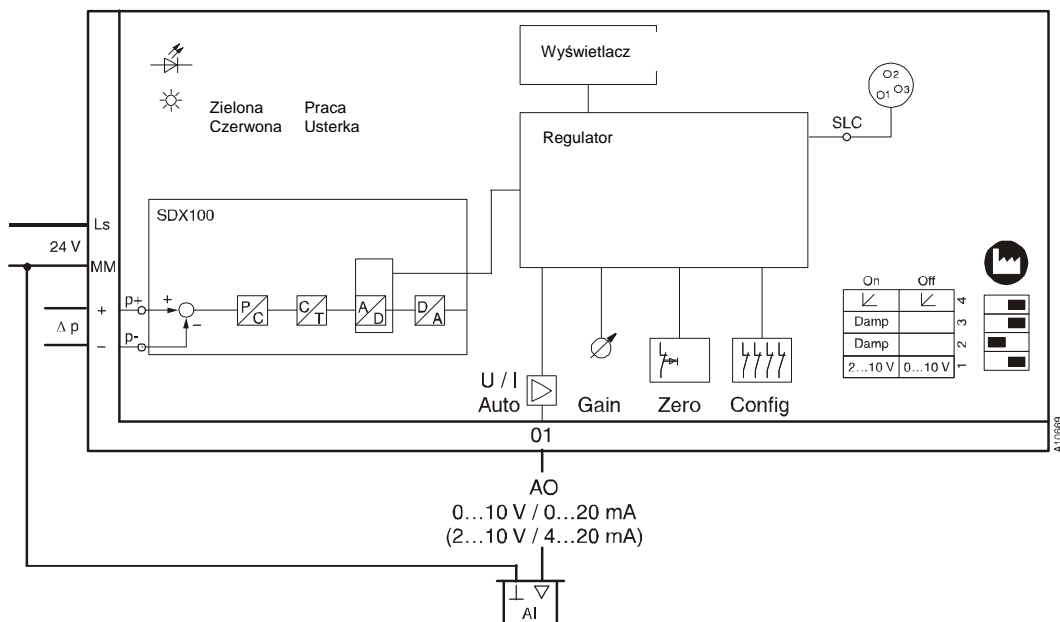 Wyświetlacz
O2
O1 O3
SLC
Zielona Praca
Czerwona Usterka
Regulator
SDX100
Ls
24 V
MM
+ p+ + P/C C/T A/D D/A
Δ p
−
− p-
On Off
4
Damp 3
Damp 2
2...10 V 0...10 V 1
U / I
Auto Gain Zero Config
01
A10669
AO
0...10 V / 0...20 mA
(2...10 V / 4...20 mA)
AI